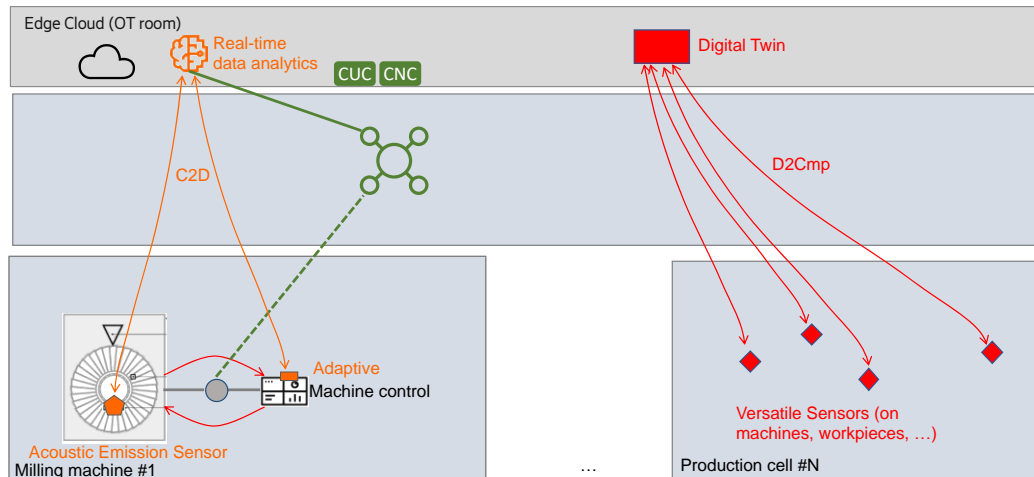 Edge Cloud (OT room)
Real-time
data analytics
CUC CNC
Digital Twin
C2D
D2Cmp
Adaptive
Machine control
Acoustic Emission Sensor
Milling machine #1
...
Versatile Sensors (on
machines, workpieces, ...)
Production cell #N